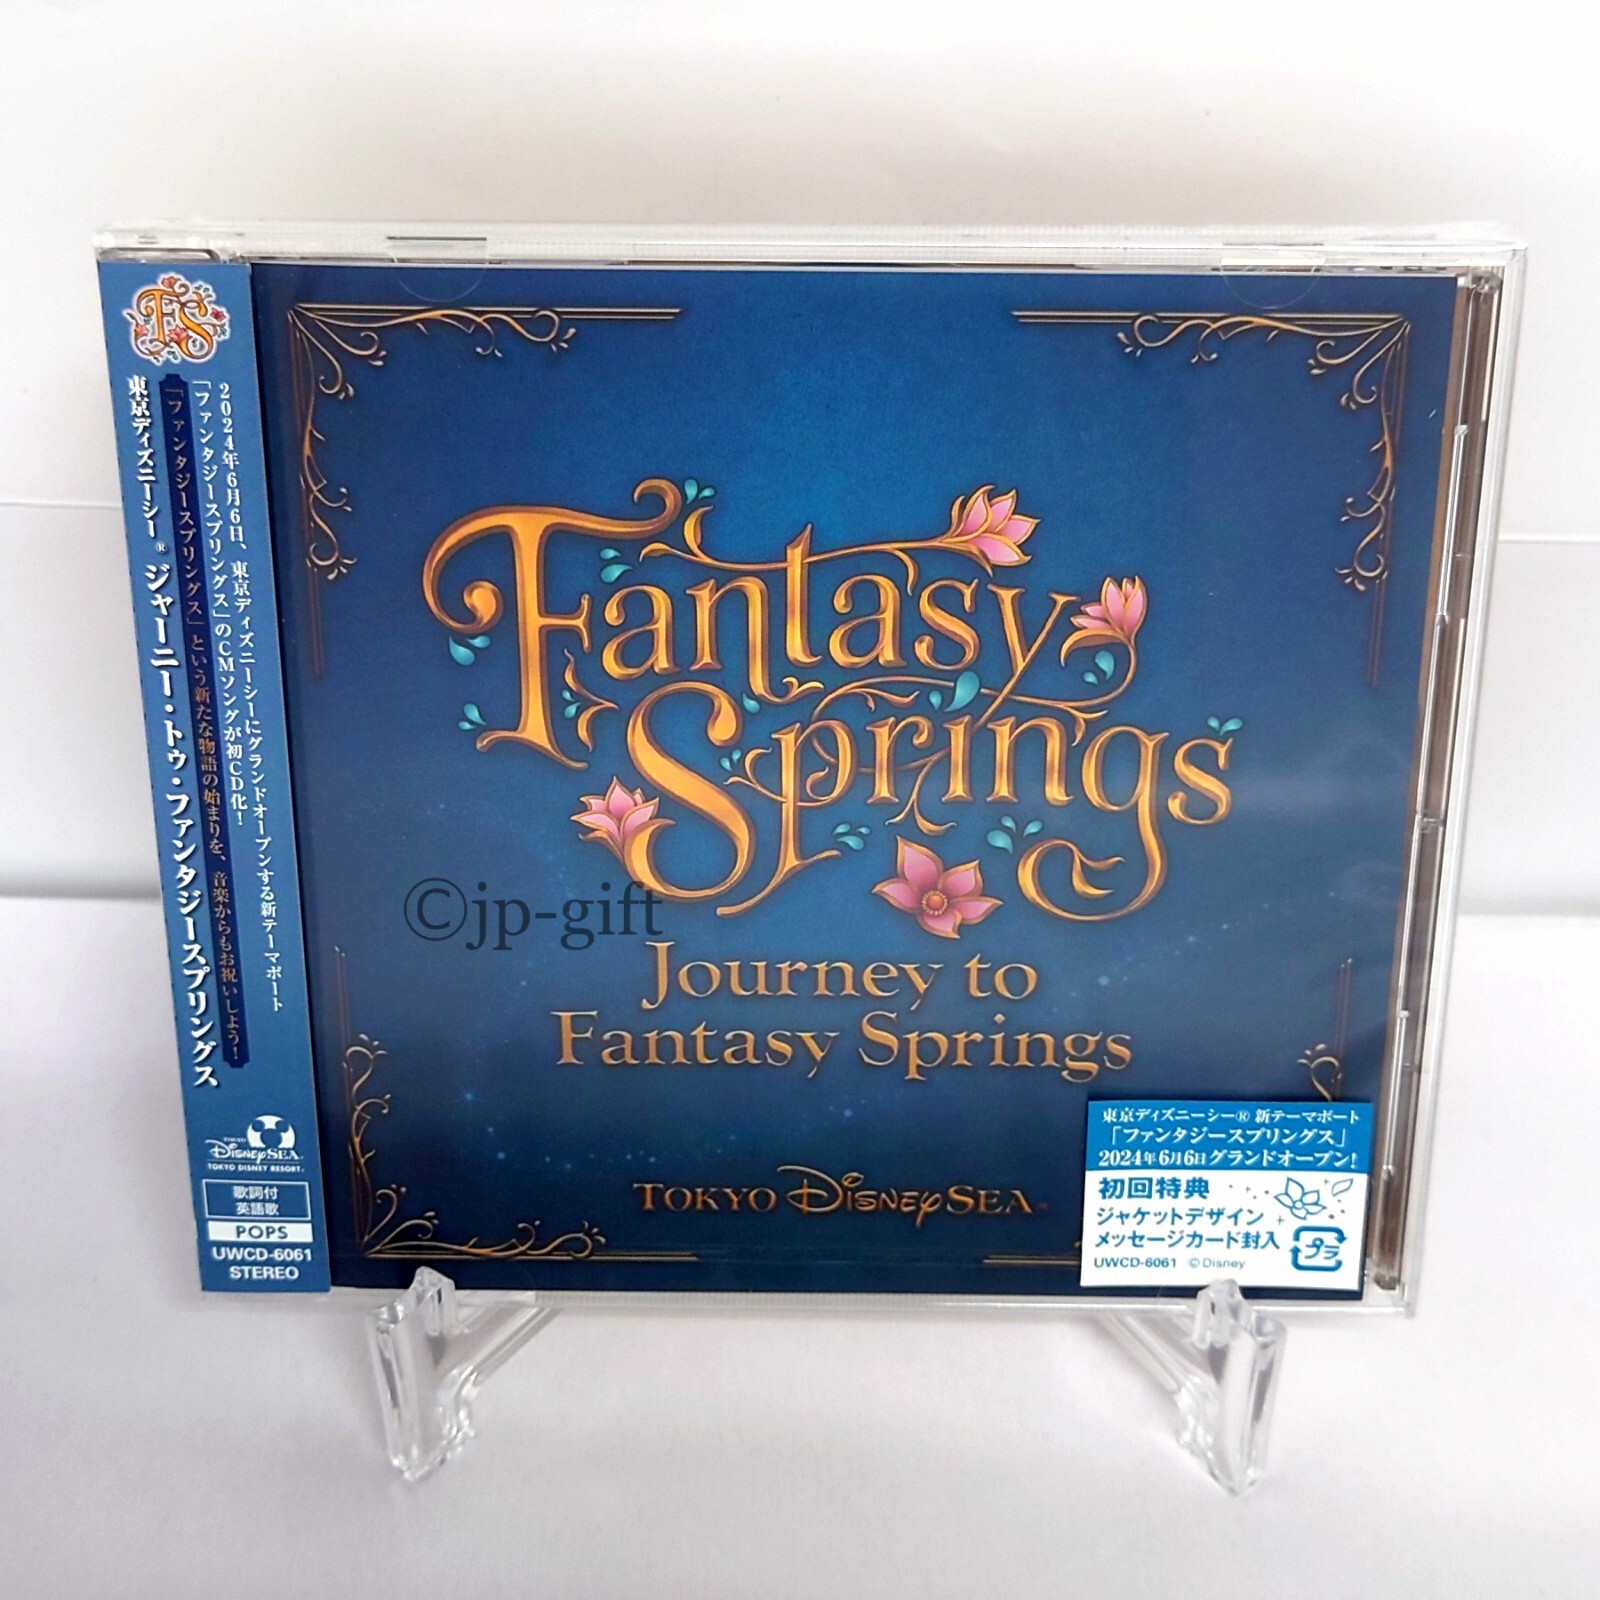 FS
2024年6月6日、東京ディズニーシーにグランドオープンする新テーマポート
「ファンタジースプリングス」のCMソングが初CD化!
「ファンタジースプリングス」という新たな物語の始まりを、音楽からもお祝いしよう!
東京ディズニーシー® ジャーニー・トゥ・ファンタジースプリングス
TOKYO
DisneySEA
TOKYO DISNEY RESORT
歌詞付
英語歌
POPS
UWCD-6061
STEREO
Fantasy
Springs
©jp-gift
Journey to
Fantasy Springs
TOKYO DisneySEA
東京ディズニーシー® 新テーマポート
「ファンタジースプリングス」
2024年6月6日グランドオープン!
初回特典
ジャケットデザイン
メッセージカード封入
プラ
UWCD-6061 ©Disney